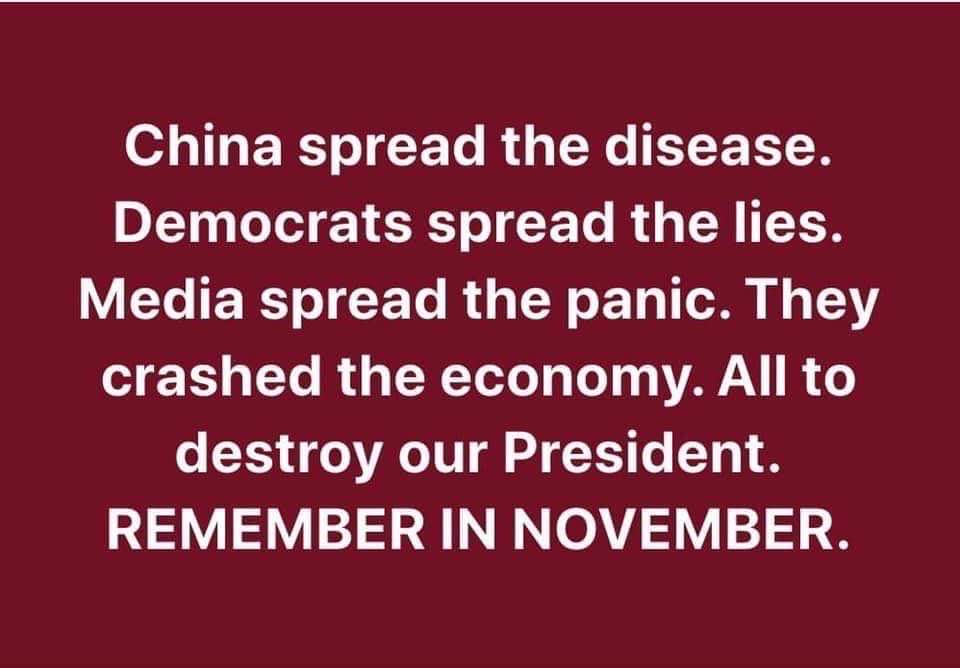 China spread the disease.
Democrats spread the lies.
Media spread the panic. They
crashed the economy. All to
destroy our President.
REMEMBER IN NOVEMBER.